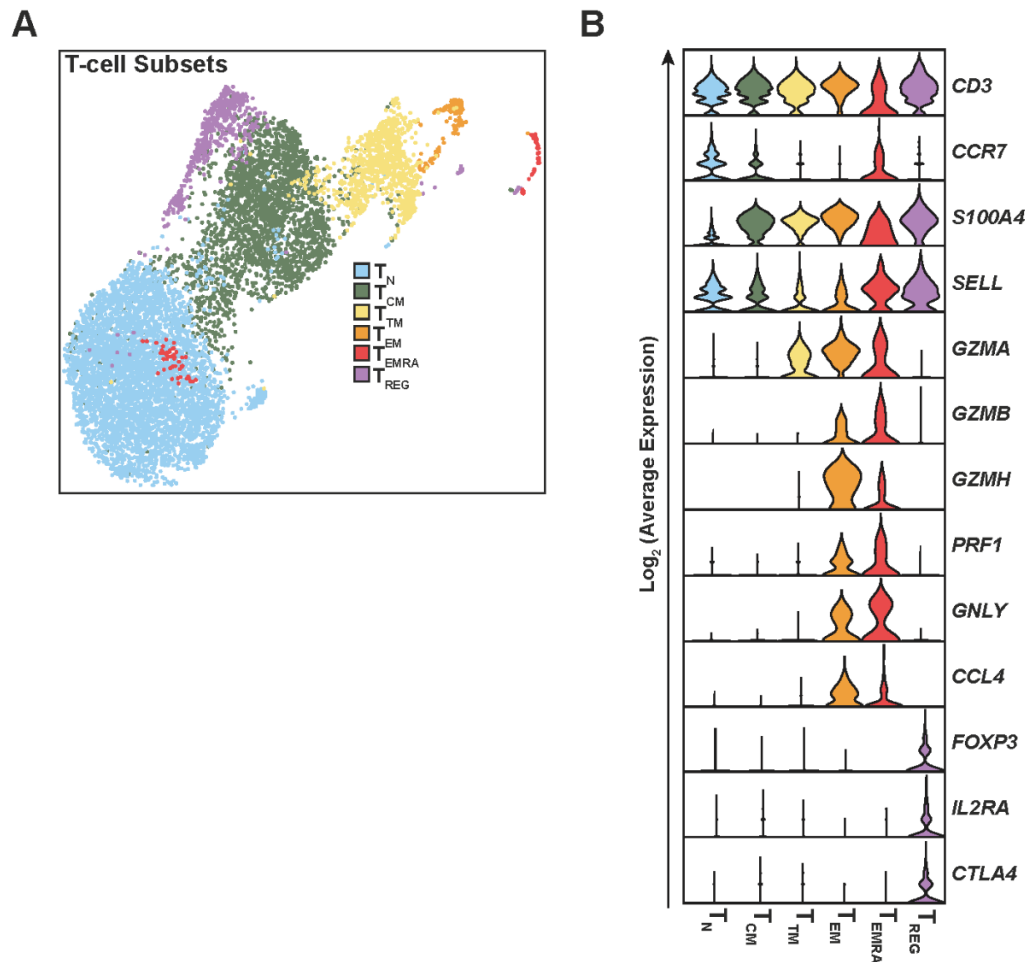 A
T-cell Subsets
TN
TCM
TTM
TEM
TEMRA
TREG
B
Log2 (Average Expression)
CD3
CCR7
S100A4
SELL
GZMA
GZMB
GZMH
PRF1
GNLY
CCL4
FOXP3
IL2RA
CTLA4
TN
TCM
TTM
TEM
TEMRA
TREG